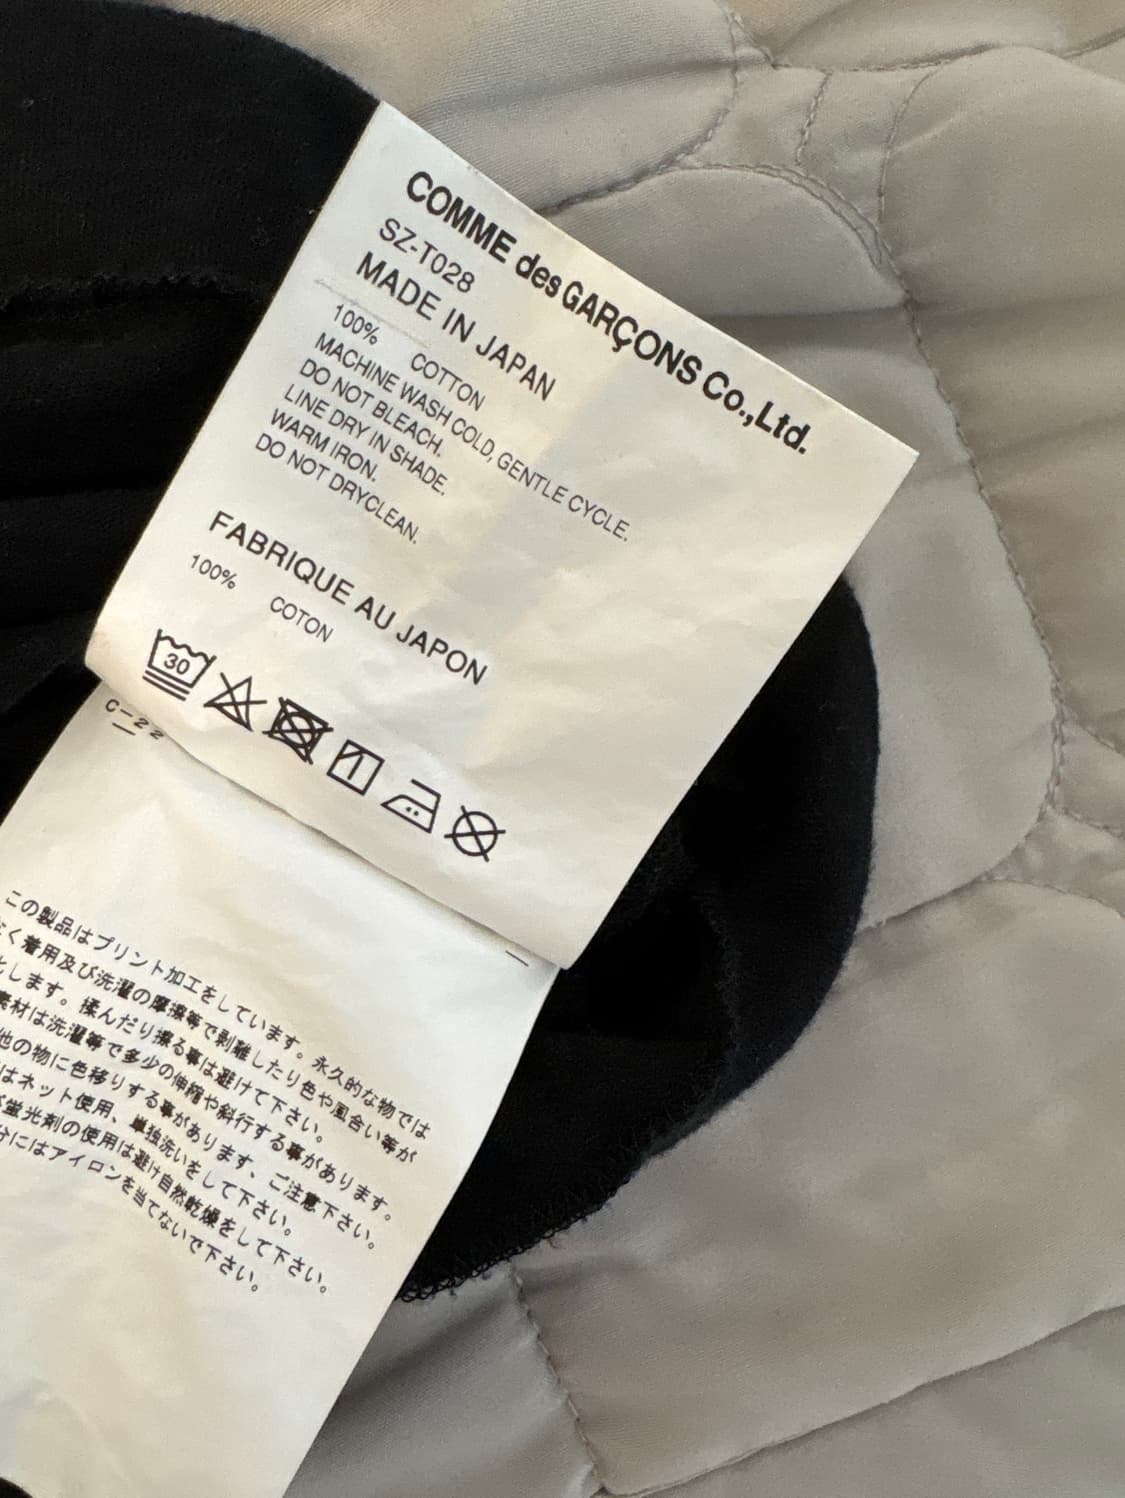 COMME des GARÇONS Co.,Ltd.
SZ-T028
MADE IN JAPAN
100% COTTON
MACHINE WASH COLD, GENTLE CYCLE.
DO NOT BLEACH.
LINE DRY IN SHADE.
WARM IRON.
DO NOT DRYCLEAN.
FABRIQUE AU JAPON
100% COTON
30
C-22
この製品はプリント加工をしています。永久的な物では
なく着用及び洗濯の摩擦等で剥離したり色や風合い等が
化します。揉んだり擦る事は避けて下さい。
素材は洗濯等で多少の伸縮や斜行する事があります。
他の物に色移りする事があります、ご注意下さい。
はネット使用、単独洗いをして下さい。
蛍光剤の使用は避け自然乾燥をして下さい。
分にはアイロンを当てないで下さい。